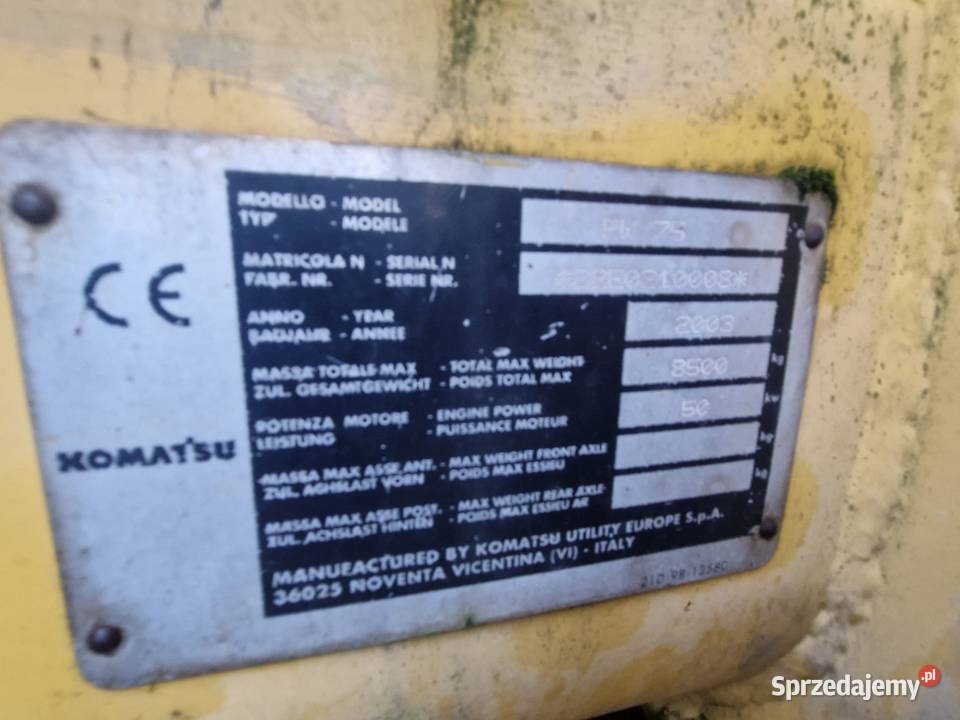 MODELLO - MODEL PW 75
TYP - MODELE
MATRICOLA N - SERIAL N
FABR. NR. - SERIE NR.
ANNO - YEAR 2003
BAUJAHR - ANNEE
MASSA TOTALE MAX - TOTAL MAX WEIGHT 8500 kg
ZUL. GESAMTGEWICHT - POIDS TOTAL MAX
POTENZA MOTORE - ENGINE POWER 50 kw
LEISTUNG - PUISSANCE MOTEUR
MASSA MAX ASSE ANT. - MAX WEIGHT FRONT AXLE kg
ZUL. ACHSLAST VORN - POIDS MAX ESSIEU
MASSA MAX ASSE POST. - MAX WEIGHT REAR AXLE kg
ZUL. ACHSLAST HINTEN - POIDS MAX ESSIEU AR
MANUFACTURED BY KOMATSU UTILITY EUROPE S.p.A.
36025 NOVENTA VICENTINA (VI) - ITALY
CE
KOMATSU
Sprzedajemy.pl